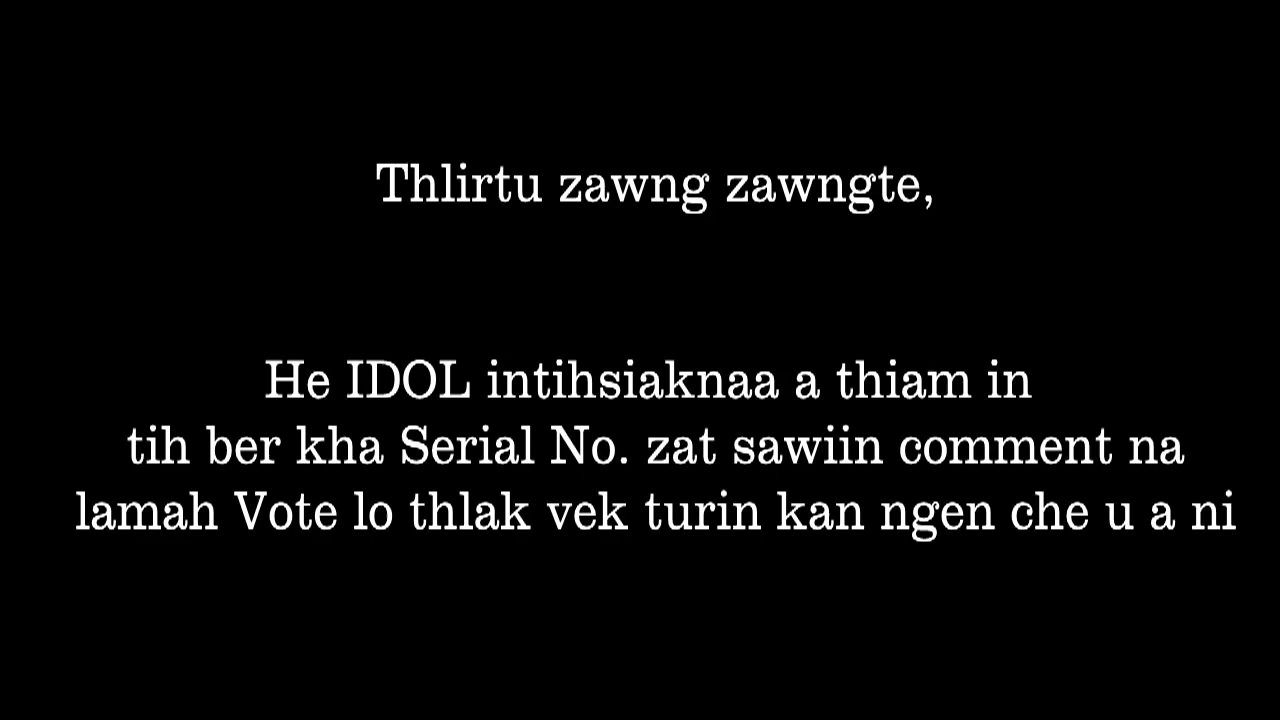 Thlirtu zawng zawngte,
He IDOL intihsiaknaa a thiam in
tih ber kha Serial No. zat sawiin comment na
lamah Vote lo thlak vek turin kan ngen che u a ni